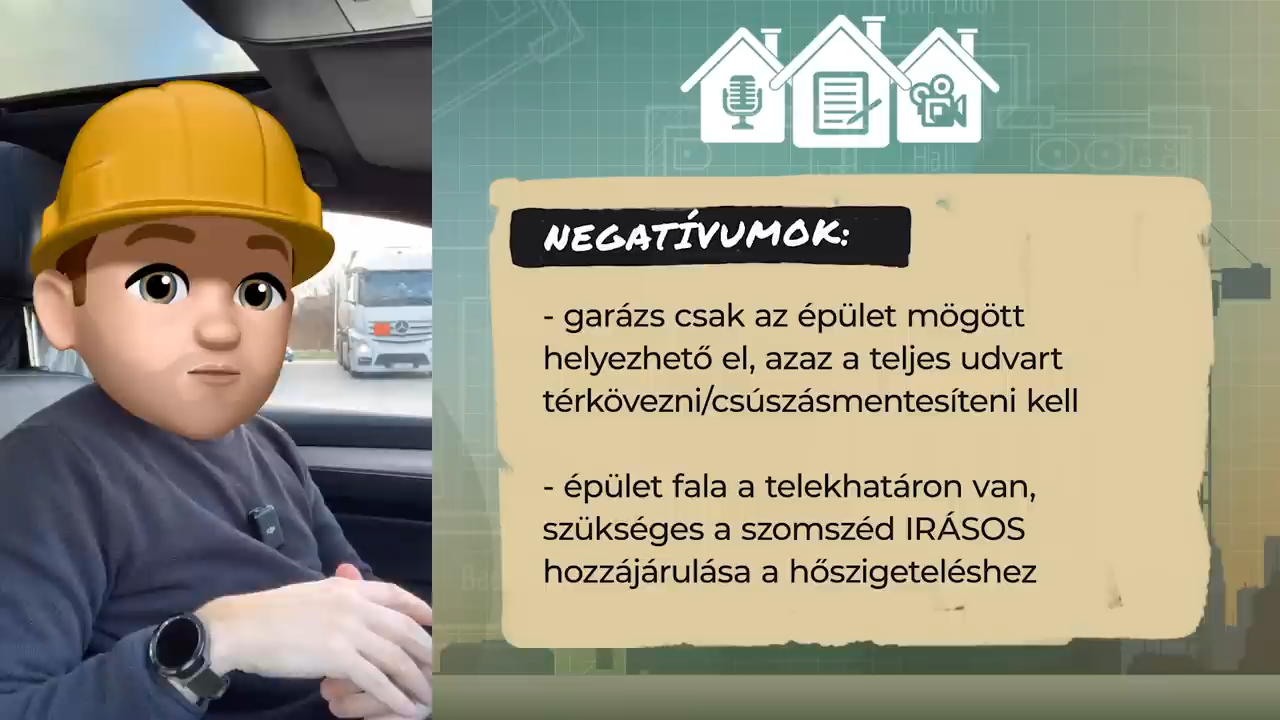 NEGATÍVUMOK:
- garázs csak az épület mögött
helyezhető el, azaz a teljes udvart
térkövezni/csúszásmentesíteni kell
- épület fala a telekhatáron van,
szükséges a szomszéd IRÁSOS
hozzájárulása a hőszigeteléshez